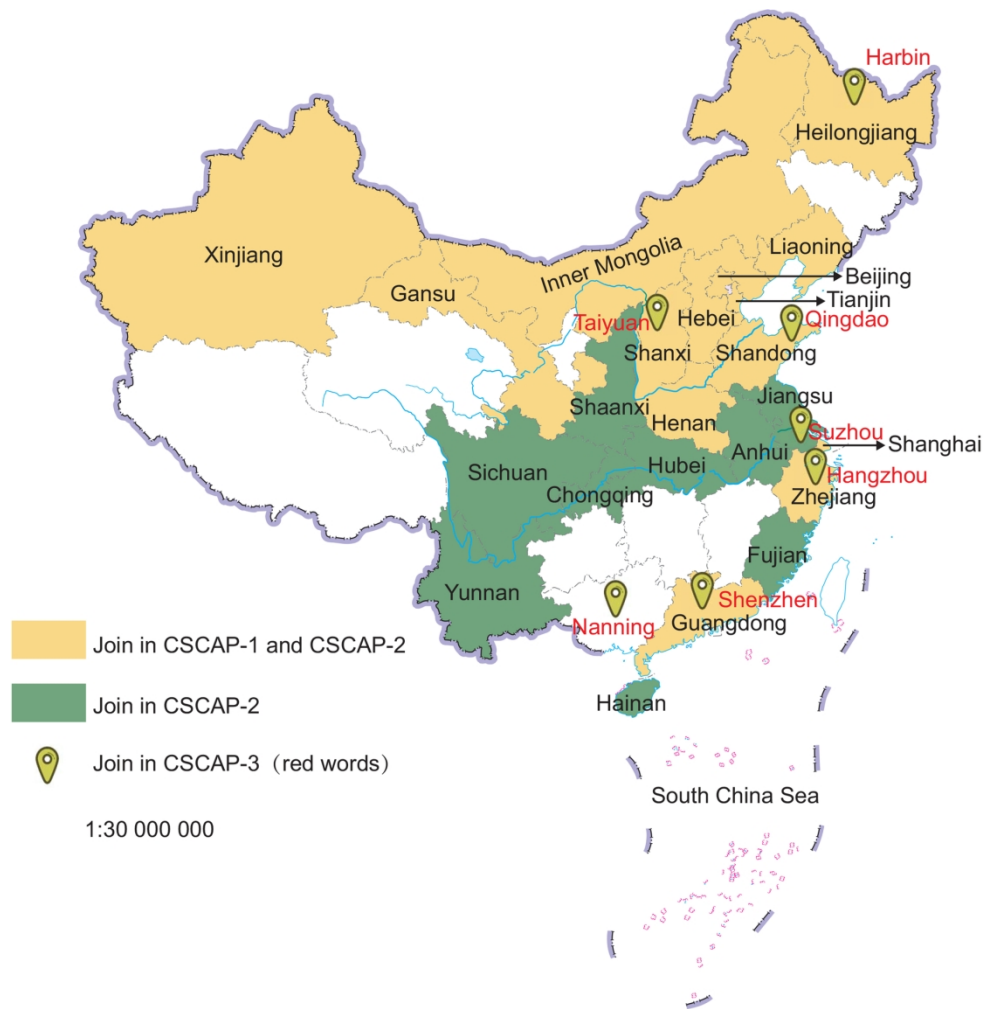 Harbin
Heilongjiang
Xinjiang
Liaoning
Inner Mongolia
Beijing
Gansu
Tianjin
Taiyuan
Hebei
Qingdao
Shanxi
Shandong
Jiangsu
Shaanxi
Henan
Suzhou
Shanghai
Anhui
Sichuan
Hubei
Hangzhou
Chongqing
Zhejiang
Fujian
Yunnan
Shenzhen
Nanning
Guangdong
Join in CSCAP-1 and CSCAP-2
Hainan
Join in CSCAP-2
Join in CSCAP-3（red words）
South China Sea
1:30 000 000